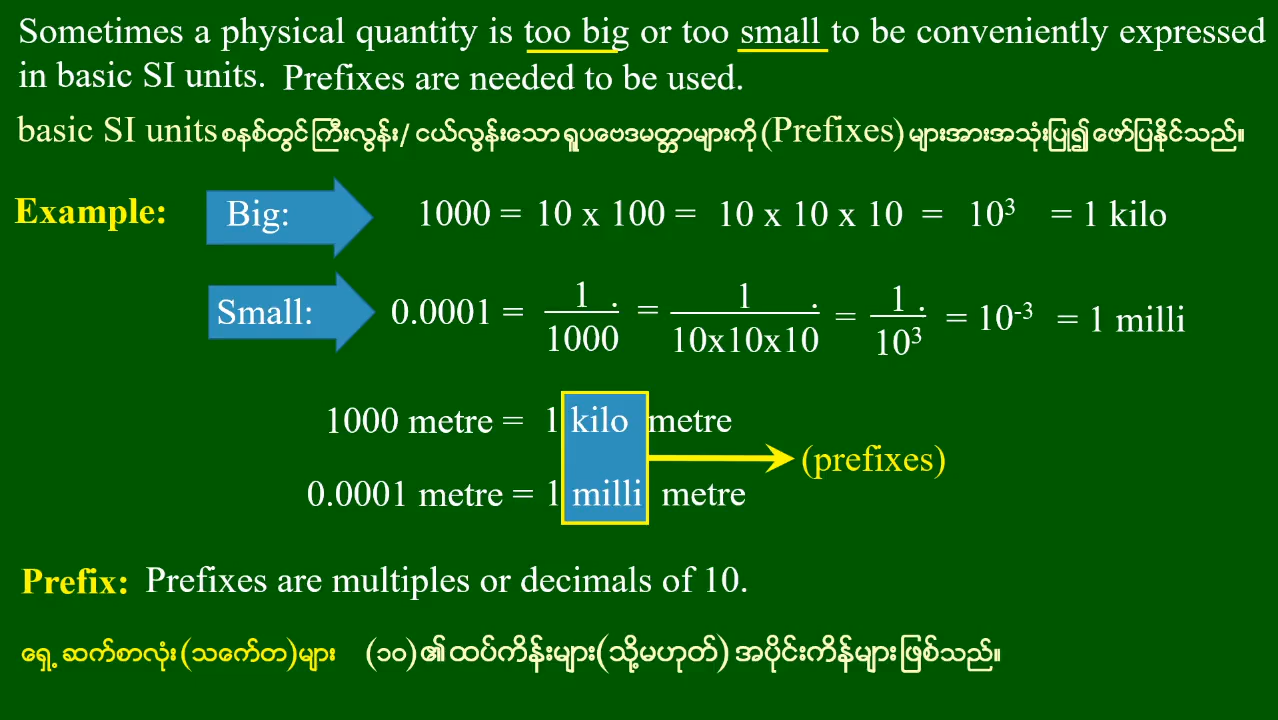 Sometimes a physical quantity is too big or too small to be conveniently expressed
in basic SI units. Prefixes are needed to be used.
basic SI units စနစ်တွင်ကြီးလွန်း/ ငယ်လွန်းသော ရူပဗေဒမတ္တာများကို (Prefixes) များအားအသုံးပြု၍ ဖော်ပြနိုင်သည်။
Example: Big: 1000 = 10 x 100 = 10 x 10 x 10 = 10³ = 1 kilo
Small: 0.0001 = 1 . / 1000 = 1 . / 10x10x10 = 1 . / 10³ = 10⁻³ = 1 milli
1000 metre = 1 kilo metre
(prefixes)
0.0001 metre = 1 milli metre
Prefix: Prefixes are multiples or decimals of 10.
ရှေ့ဆက်စာလုံး (သင်္ကေတ)များ (၁၀)၏ ထပ်ကိန်းများ(သို့မဟုတ်) အပိုင်းကိန်းများဖြစ်သည်။